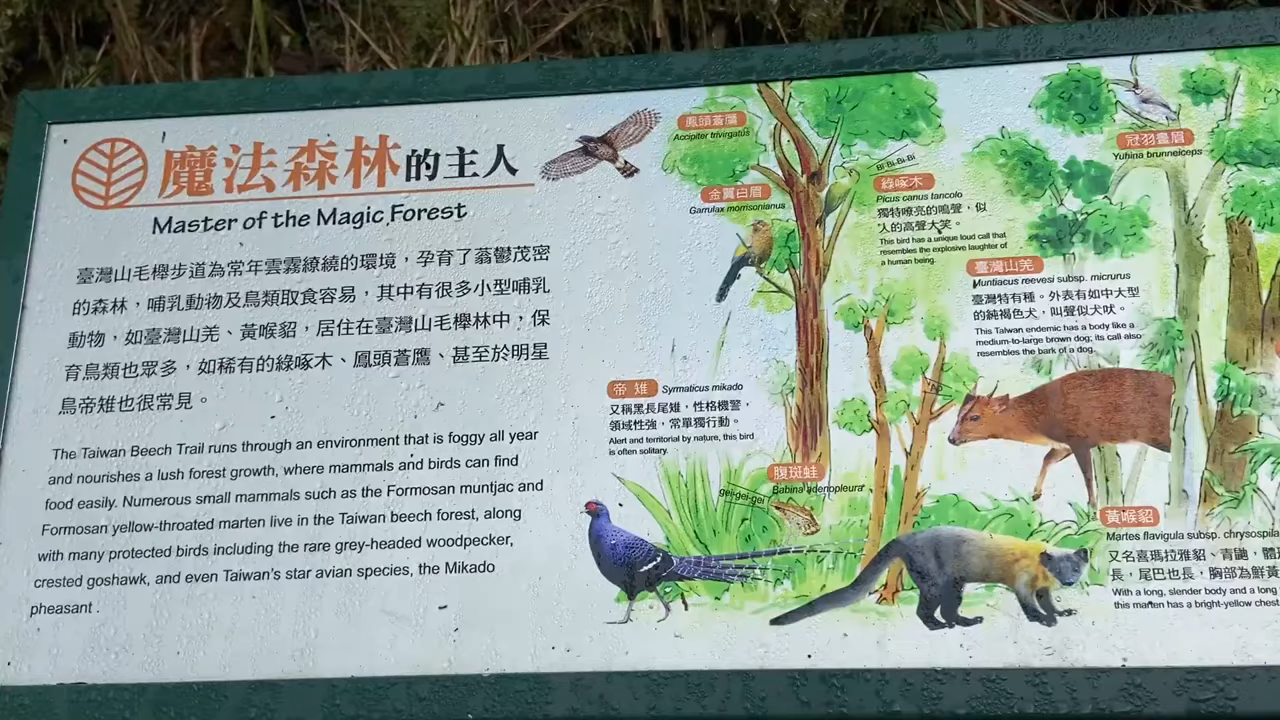 魔法森林的主人
Master of the Magic Forest
臺灣山毛櫸步道為常年雲霧繚繞的環境，孕育了蓊鬱茂密
的森林，哺乳動物及鳥類取食容易，其中有很多小型哺乳
動物，如臺灣山羌、黃喉貂，居住在臺灣山毛櫸林中，保
育鳥類也眾多，如稀有的綠啄木、鳳頭蒼鷹、甚至於明星
鳥帝雉也很常見。
The Taiwan Beech Trail runs through an environment that is foggy all year
and nourishes a lush forest growth, where mammals and birds can find
food easily. Numerous small mammals such as the Formosan muntjac and
Formosan yellow-throated marten live in the Taiwan beech forest, along
with many protected birds including the rare grey-headed woodpecker,
crested goshawk, and even Taiwan's star avian species, the Mikado
pheasant .
鳳頭蒼鷹
Accipiter trivirgatus
金翼白眉
Garrulax morrisonianus
Bi-Bi-Bi-Bi
綠啄木
Picus canus tancolo
獨特嘹亮的鳴聲，似
人的高聲大笑。
This bird has a unique loud call that
resembles the explosive laughter of
a human being.
冠羽畫眉
Yuhina brunneiceps
臺灣山羌
Muntiacus reevesi subsp. micrurus
臺灣特有種。外表有如中大型
的純褐色犬，叫聲似犬吠。
This Taiwan endemic has a body like a
medium-to-large brown dog; its call also
resembles the bark of a dog.
帝雉 Syrmaticus mikado
又稱黑長尾雉，性格機警，
領域性強，常單獨行動。
Alert and territorial by nature, this bird
is often solitary.
腹斑蛙
Babina adenopleura
gei-gei-gei
黃喉貂
Martes flavigula subsp. chrysospila
又名喜瑪拉雅貂、青鼬，體
長，尾巴也長，胸部為鮮黃
With a long, slender body and a long
this marten has a bright-yellow chest